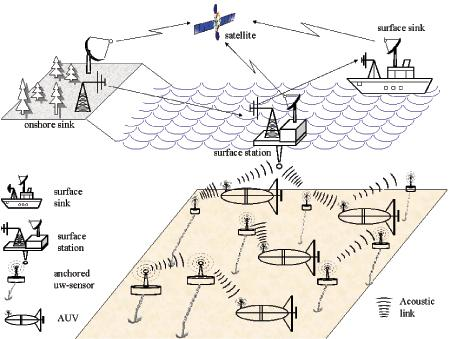 surface sink
satellite
onshore sink
surface station
surface
sink
surface
station
anchored
uw-sensor
AUV
Acoustic
link